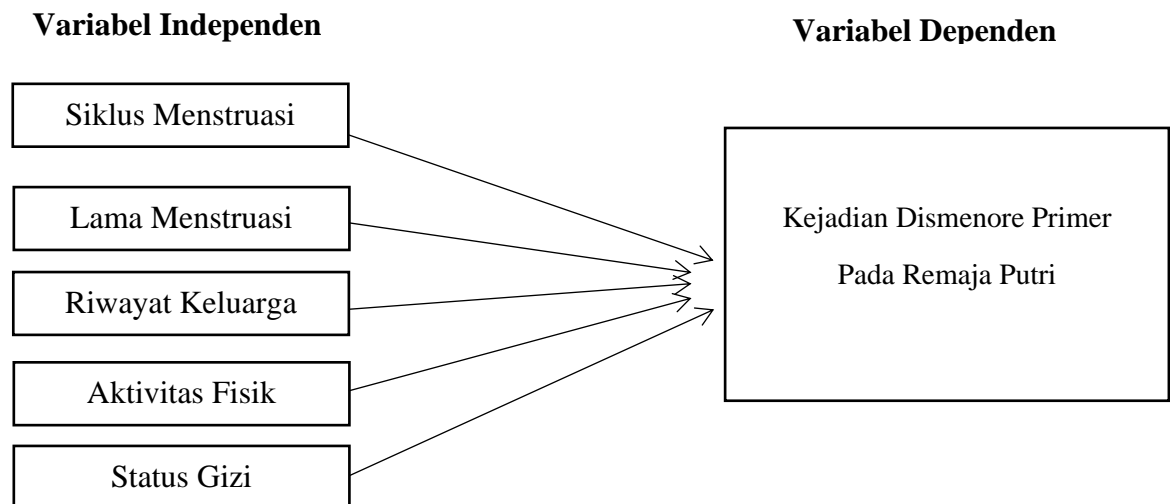 Variabel Independen
Variabel Dependen
Siklus Menstruasi
Lama Menstruasi
Riwayat Keluarga
Aktivitas Fisik
Status Gizi
Kejadian Dismenore Primer
Pada Remaja Putri